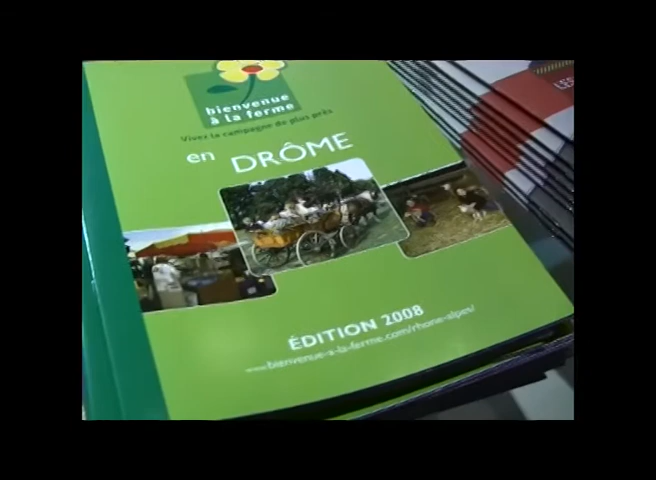 bienvenue
à la ferme
Vivez la campagne de plus près
en DRÔME
ÉDITION 2008
www.bienvenue-a-la-ferme.com/rhone-alpes/
LES